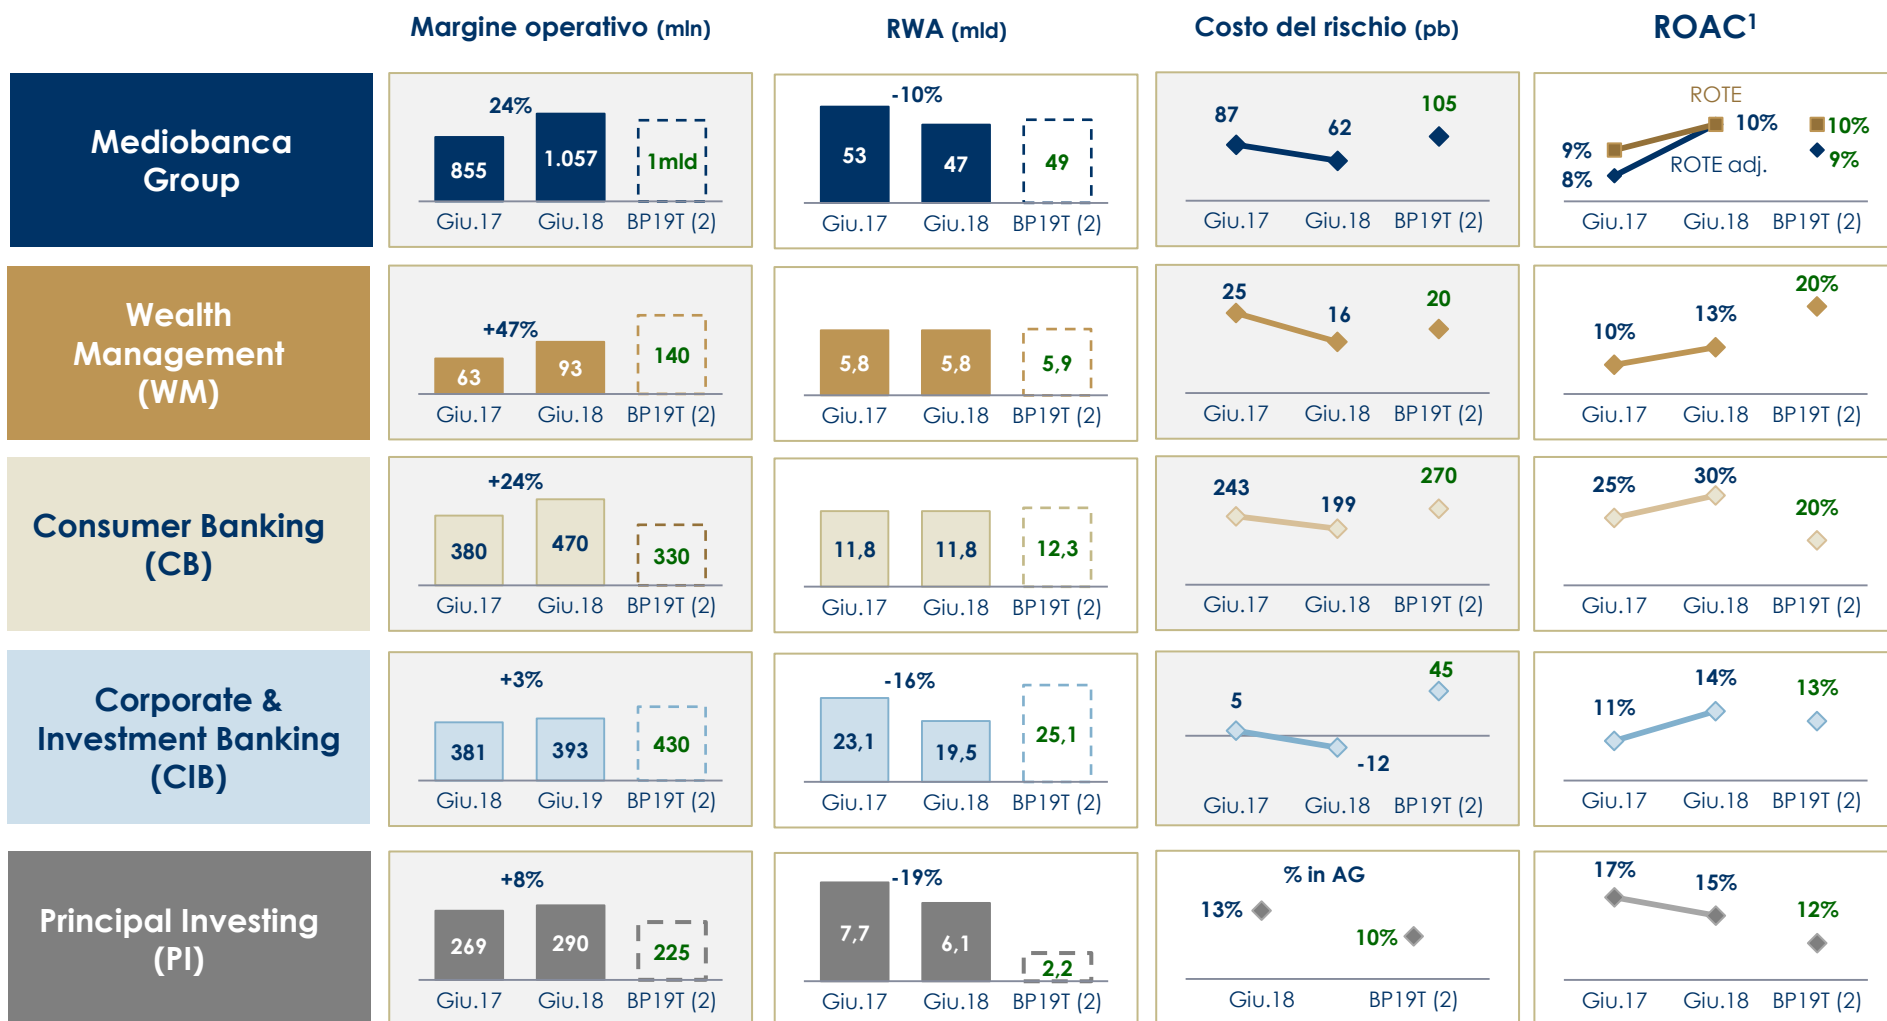 Margine operativo (mln)
RWA (mld)
Costo del rischio (pb)
ROAC1
Mediobanca
Group
24%
855
1.057
1mld
Giu.17
Giu.18
BP19T (2)
-10%
53
47
49
Giu.17
Giu.18
BP19T (2)
87
62
105
Giu.17
Giu.18
BP19T (2)
ROTE
9%
8%
10%
ROTE adj.
10%
9%
Giu.17
Giu.18
BP19T (2)
Wealth
Management
(WM)
+47%
63
93
140
Giu.17
Giu.18
BP19T (2)
5,8
5,8
5,9
Giu.17
Giu.18
BP19T (2)
25
16
20
Giu.17
Giu.18
BP19T (2)
10%
13%
20%
Giu.17
Giu.18
BP19T (2)
Consumer Banking
(CB)
+24%
380
470
330
Giu.17
Giu.18
BP19T (2)
11,8
11,8
12,3
Giu.17
Giu.18
BP19T (2)
243
199
270
Giu.17
Giu.18
BP19T (2)
25%
30%
20%
Giu.17
Giu.18
BP19T (2)
Corporate &
Investment Banking
(CIB)
+3%
381
393
430
Giu.18
Giu.19
BP19T (2)
-16%
23,1
19,5
25,1
Giu.17
Giu.18
BP19T (2)
5
-12
45
Giu.17
Giu.18
BP19T (2)
11%
14%
13%
Giu.17
Giu.18
BP19T (2)
Principal Investing
(PI)
+8%
269
290
225
Giu.17
Giu.18
BP19T (2)
-19%
7,7
6,1
2,2
Giu.17
Giu.18
BP19T (2)
% in AG
13%
10%
Giu.18
BP19T (2)
17%
15%
12%
Giu.17
Giu.18
BP19T (2)